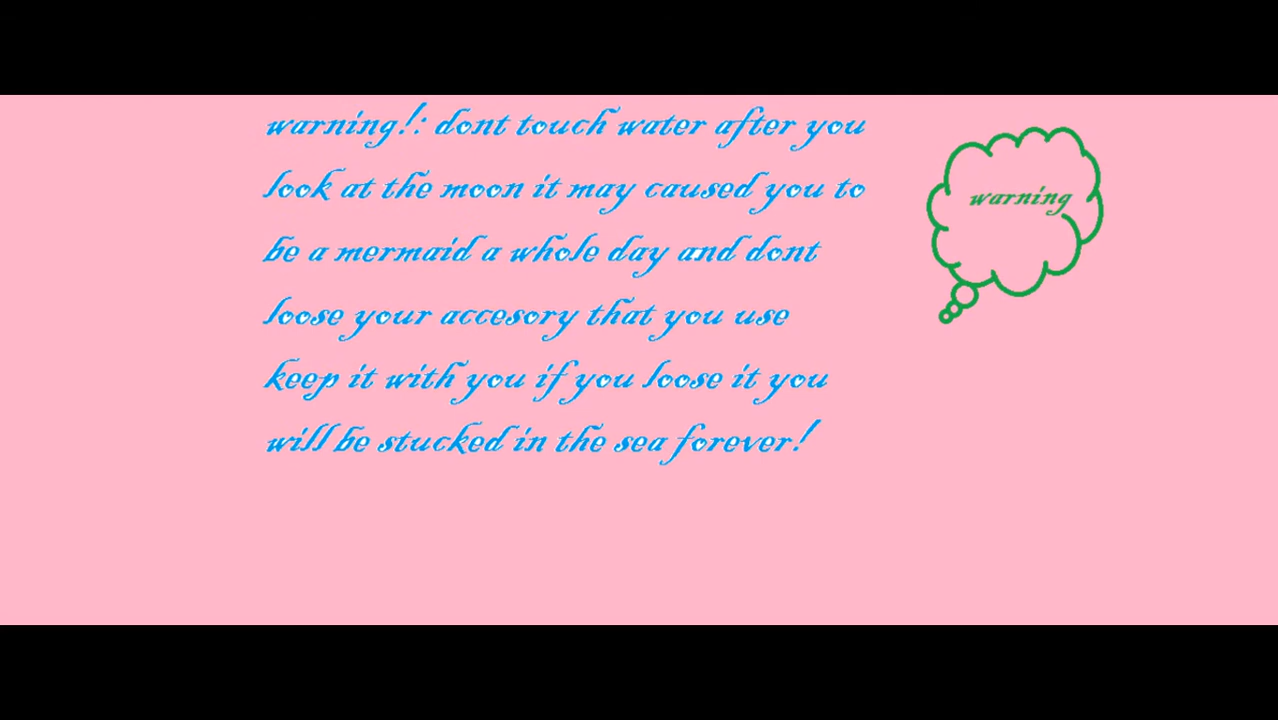 warning!: dont touch water after you
look at the moon it may caused you to
be a mermaid a whole day and dont
loose your accesory that you use
keep it with you if you loose it you
will be stucked in the sea forever!
warning